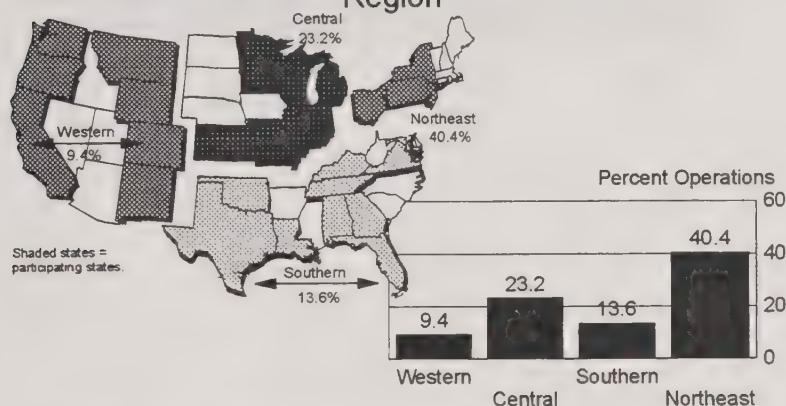 Region
Central
23.2%
Northeast
40.4%
Western
9.4%
Shaded states =
participating states.
Southern
13.6%
Percent Operations
60
40
20
0
9.4
23.2
13.6
40.4
Western
Central
Southern
Northeast